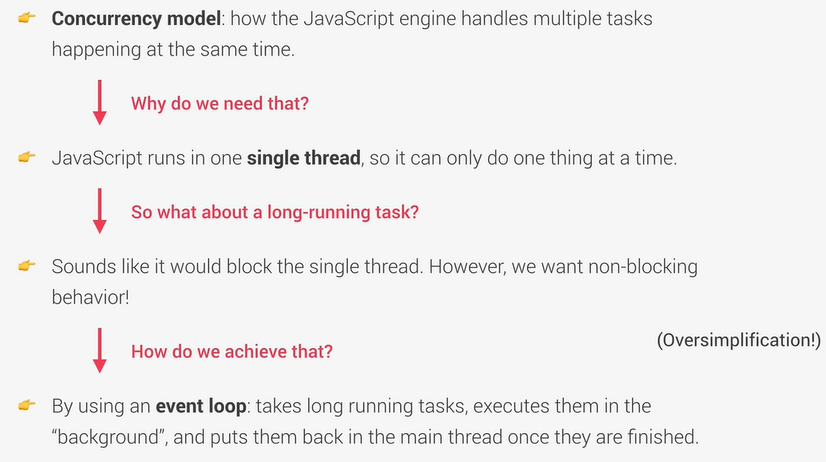 Concurrency model: how the JavaScript engine handles multiple tasks
happening at the same time.
Why do we need that?
JavaScript runs in one single thread, so it can only do one thing at a time.
So what about a long-running task?
Sounds like it would block the single thread. However, we want non-blocking
behavior!
(Oversimplification!)
How do we achieve that?
By using an event loop: takes long running tasks, executes them in the
“background”, and puts them back in the main thread once they are finished.